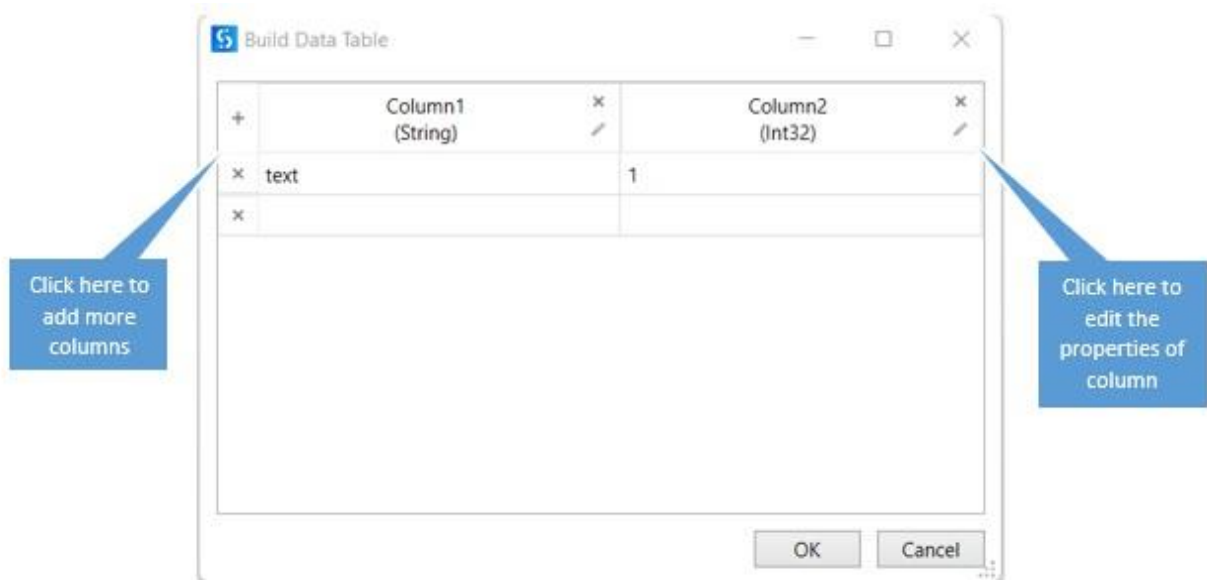 Build Data Table
Column1
(String)
Column2
(Int32)
text
1
Click here to
add more
columns
Click here to
edit the
properties of
column
OK
Cancel